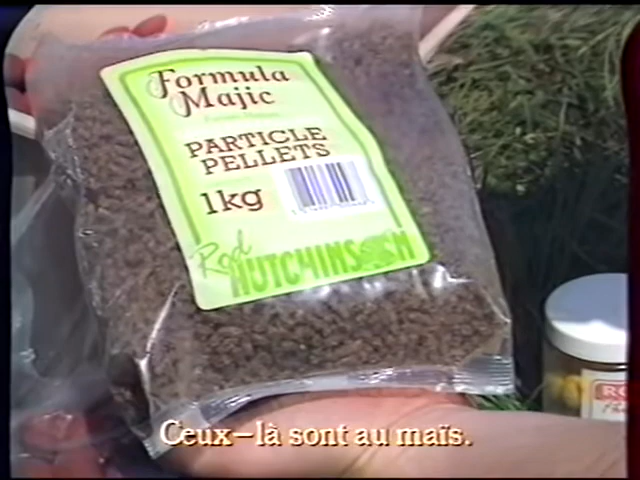 Formula
Majic
PARTICLE
PELLETS
1kg
Rod
HUTCHINSON
Ceux-là sont au maïs.